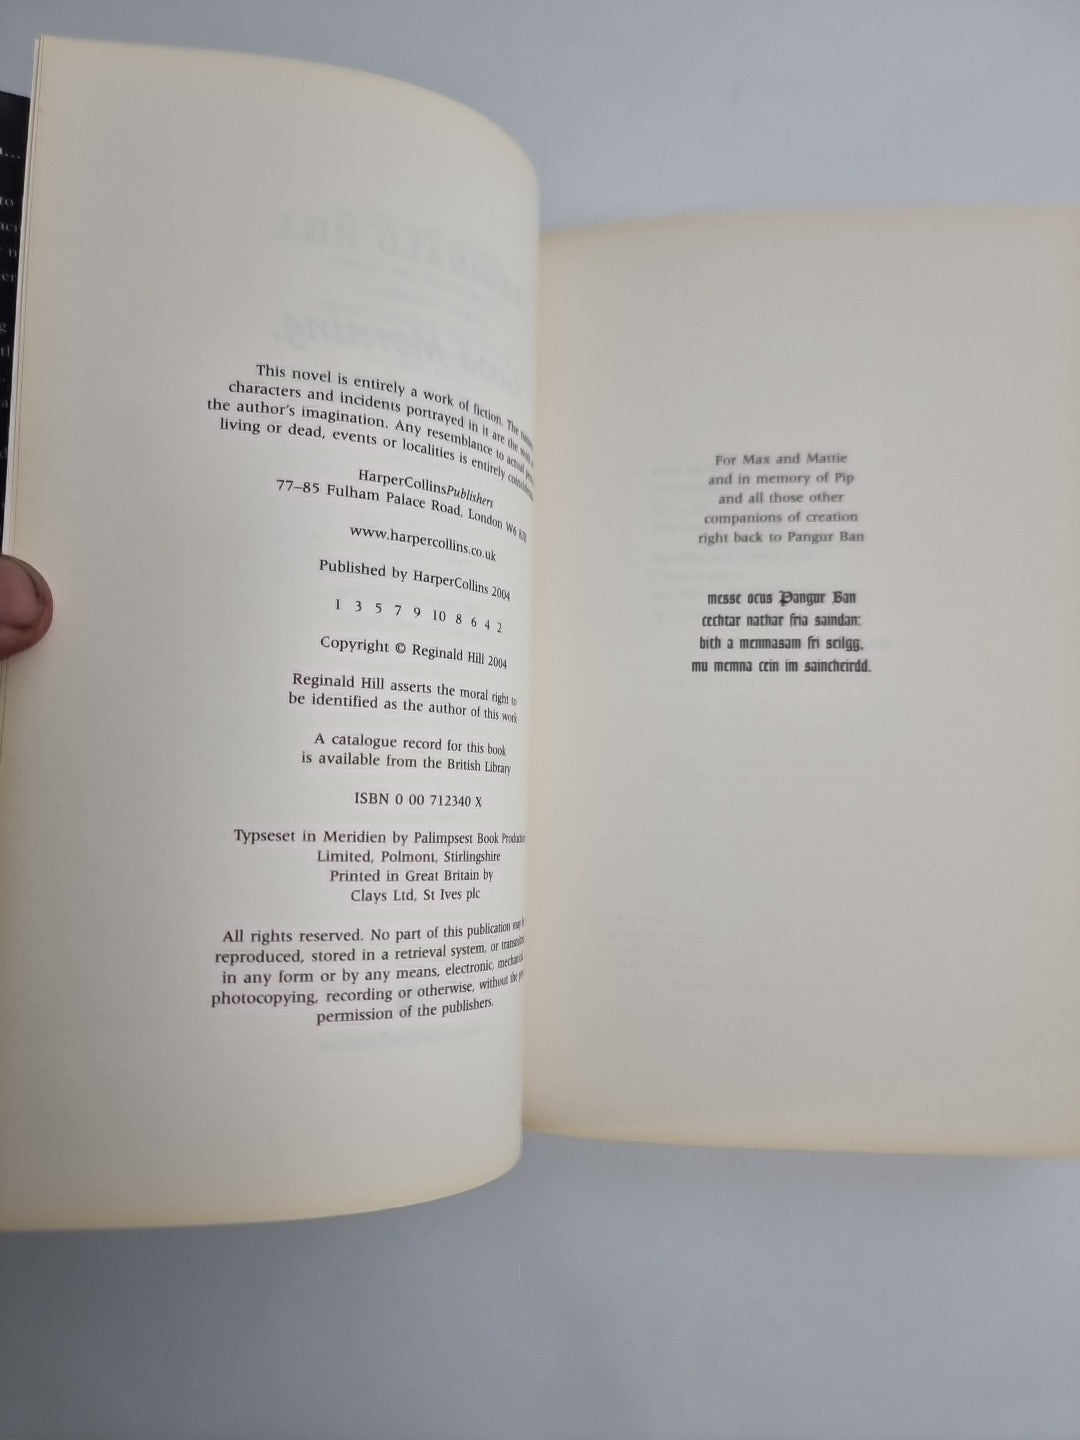 This novel is entirely a work of fiction. The names
characters and incidents portrayed in it are the work of
the author's imagination. Any resemblance to actual
living or dead, events or localities is entirely
HarperCollinsPublishers
77–85 Fulham Palace Road, London W6
www.harpercollins.co.uk
Published by HarperCollins 2004
1 3 5 7 9 10 8 6 4 2
Copyright © Reginald Hill 2004
Reginald Hill asserts the moral right to
be identified as the author of this work
A catalogue record for this book
is available from the British Library
ISBN 0 00 712340 X
Typseset in Meridien by Palimpsest Book
Limited, Polmont, Stirlingshire
Printed in Great Britain by
Clays Ltd, St Ives plc
All rights reserved. No part of this publication may
reproduced, stored in a retrieval system, or
in any form or by any means, electronic,
photocopying, recording or otherwise, without the
permission of the publishers.
For Max and Mattie
and in memory of Pip
and all those other
companions of creation
right back to Pangur Ban
messe ocus Pangur Ban
cechtar nathar fria saindan:
bith a menmasam fri seilgg,
mu memna cein im saincheirdd.